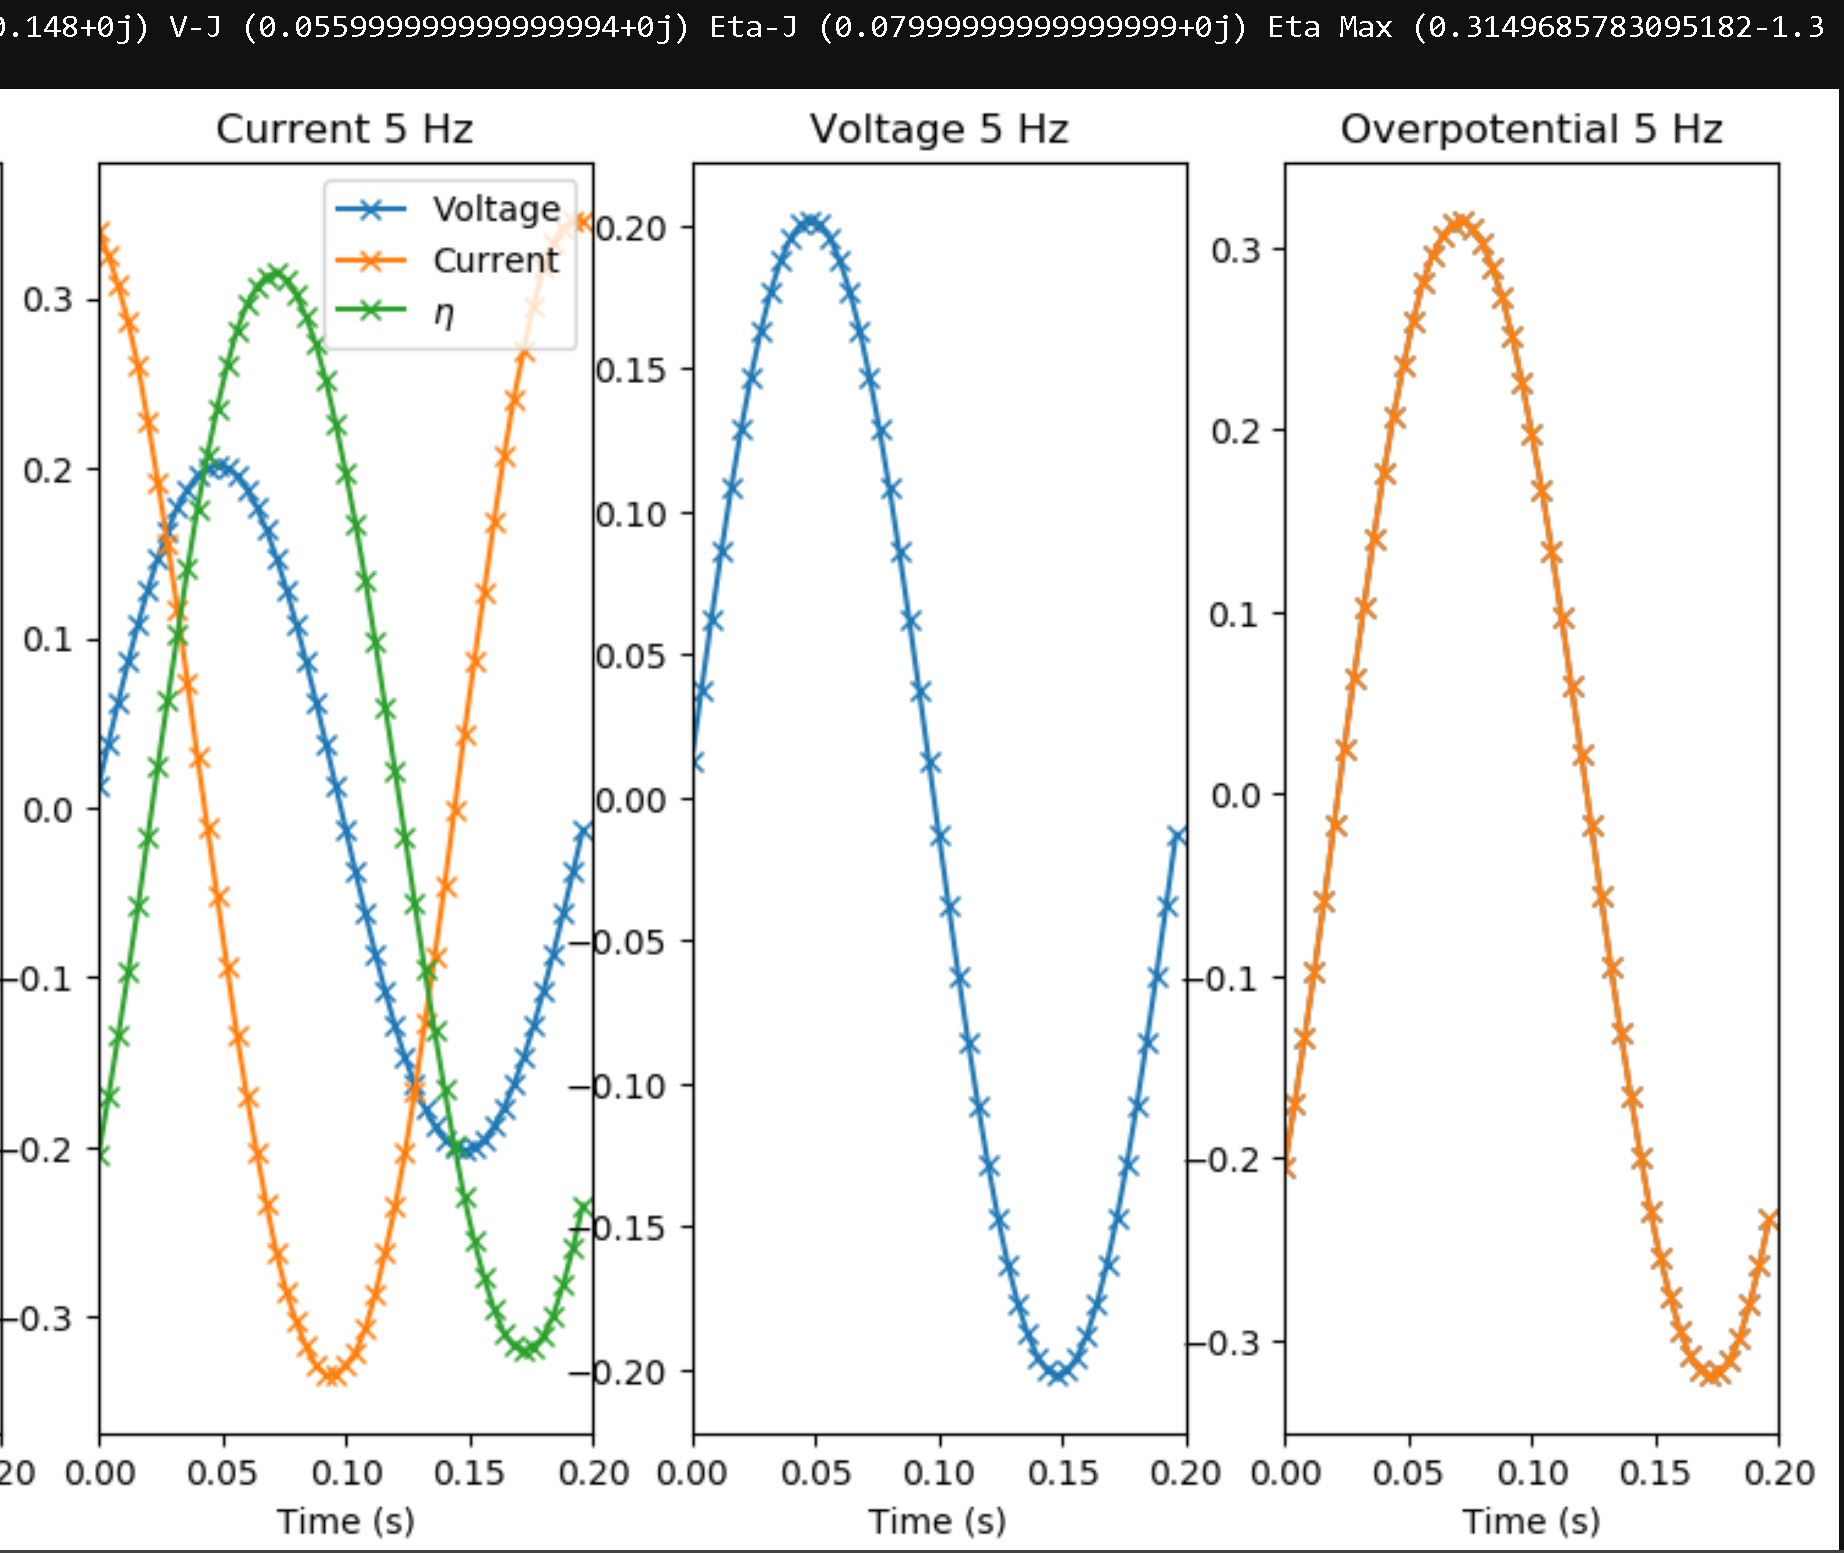 0.148+0j) V-J (0.055999999999999994+0j) Eta-J (0.07999999999999999+0j) Eta Max (0.3149685783095182-1.3
Current 5 Hz
Voltage
Current
η
0.3
0.2
0.1
0.0
−0.1
−0.2
−0.3
20 0.00 0.05 0.10 0.15 0.20
Time (s)
Voltage 5 Hz
0.20
0.15
0.10
0.05
0.00
−0.05
−0.10
−0.15
−0.20
0.00 0.05 0.10 0.15 0.20
Time (s)
Overpotential 5 Hz
0.3
0.2
0.1
0.0
−0.1
−0.2
−0.3
0.00 0.05 0.10 0.15 0.20
Time (s)